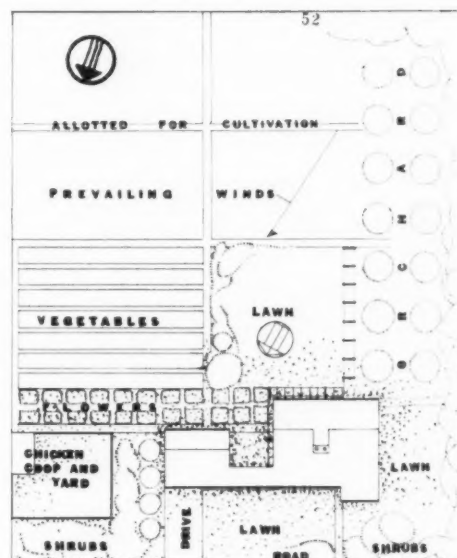 52
ALLOTTED FOR CULTIVATION
PREVAILING WINDS
ORCHARD
VEGETABLES
LAWN
FLOWERS
CHICKEN
COOP AND
YARD
LAWN
SHRUBS
DRIVE
LAWN
SHRUBS
ROAD